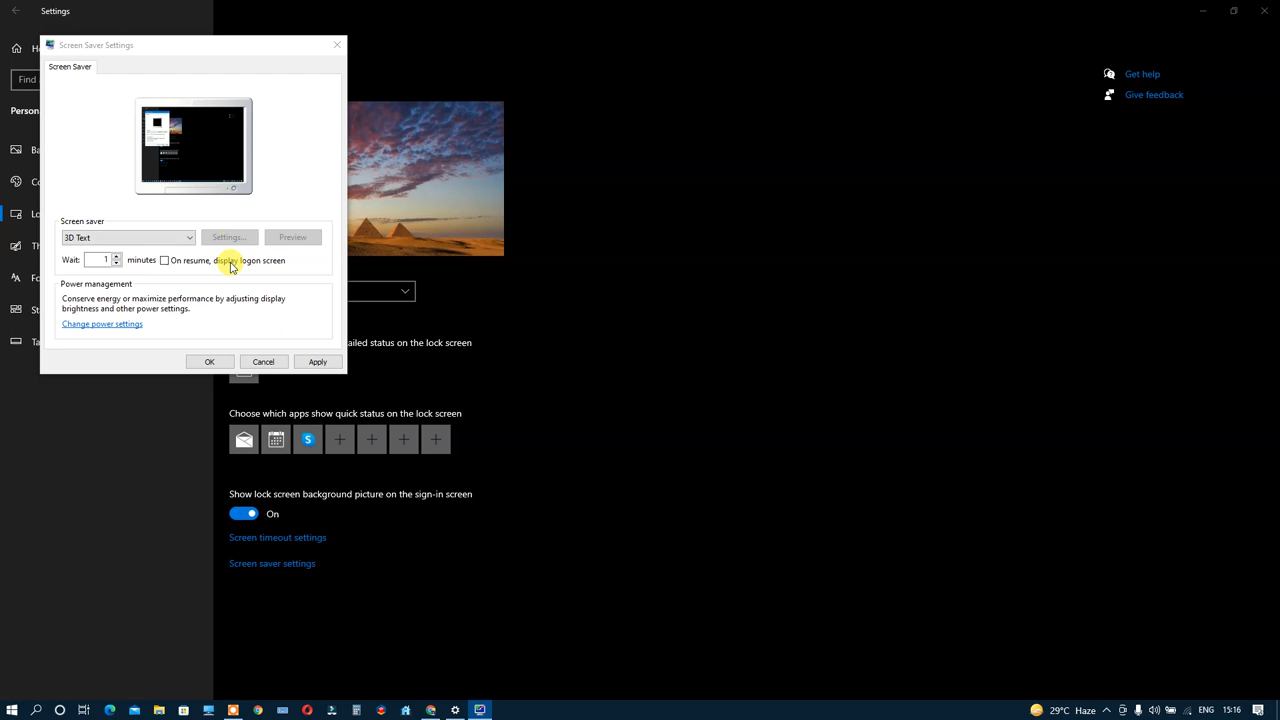 Settings
Screen Saver Settings
Screen Saver
Screen saver
3D Text
Settings...
Preview
Wait:
1
minutes
On resume, display logon screen
Power management
Conserve energy or maximize performance by adjusting display
brightness and other power settings.
Change power settings
OK
Cancel
Apply
Find
Person
Get help
Give feedback
ailed status on the lock screen
Choose which apps show quick status on the lock screen
Show lock screen background picture on the sign-in screen
On
Screen timeout settings
Screen saver settings
29°C Haze
ENG
15:16